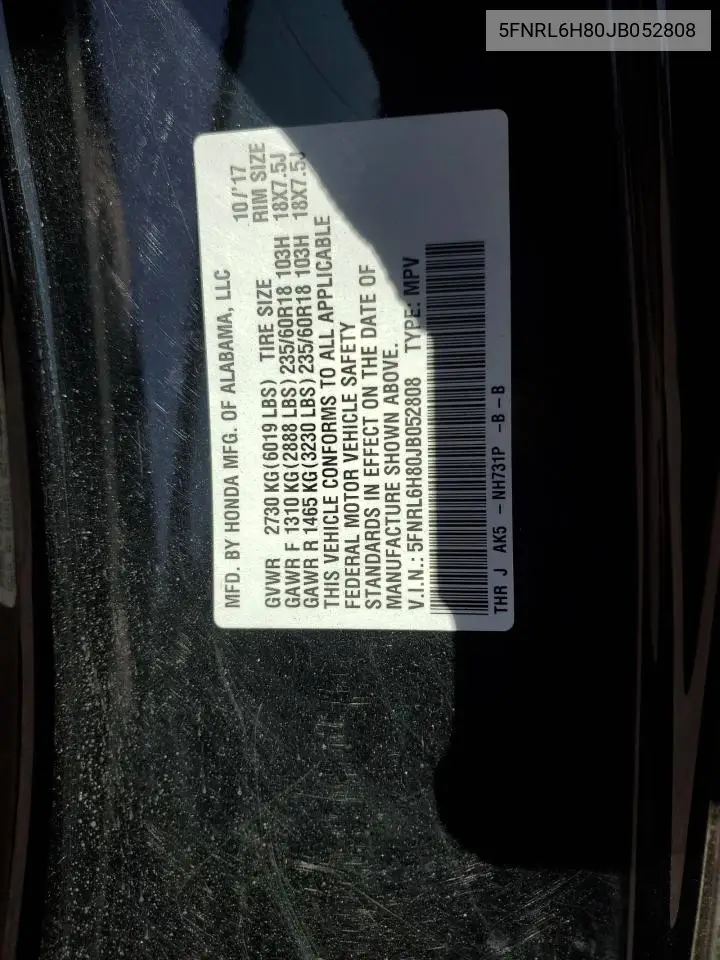 5FNRL6H80JB052808
MFD. BY HONDA MFG. OF ALABAMA, LLC 10/'17
GVWR 2730 KG(6019 LBS) TIRE SIZE RIM SIZE
GAWR F 1310 KG(2888 LBS) 235/60R18 103H 18X7.5J
GAWR R 1465 KG(3230 LBS) 235/60R18 103H 18X7.5J
THIS VEHICLE CONFORMS TO ALL APPLICABLE
FEDERAL MOTOR VEHICLE SAFETY
STANDARDS IN EFFECT ON THE DATE OF
MANUFACTURE SHOWN ABOVE.
V.I.N.: 5FNRL6H80JB052808 TYPE: MPV
THR J AK5 - NH731P - B - B